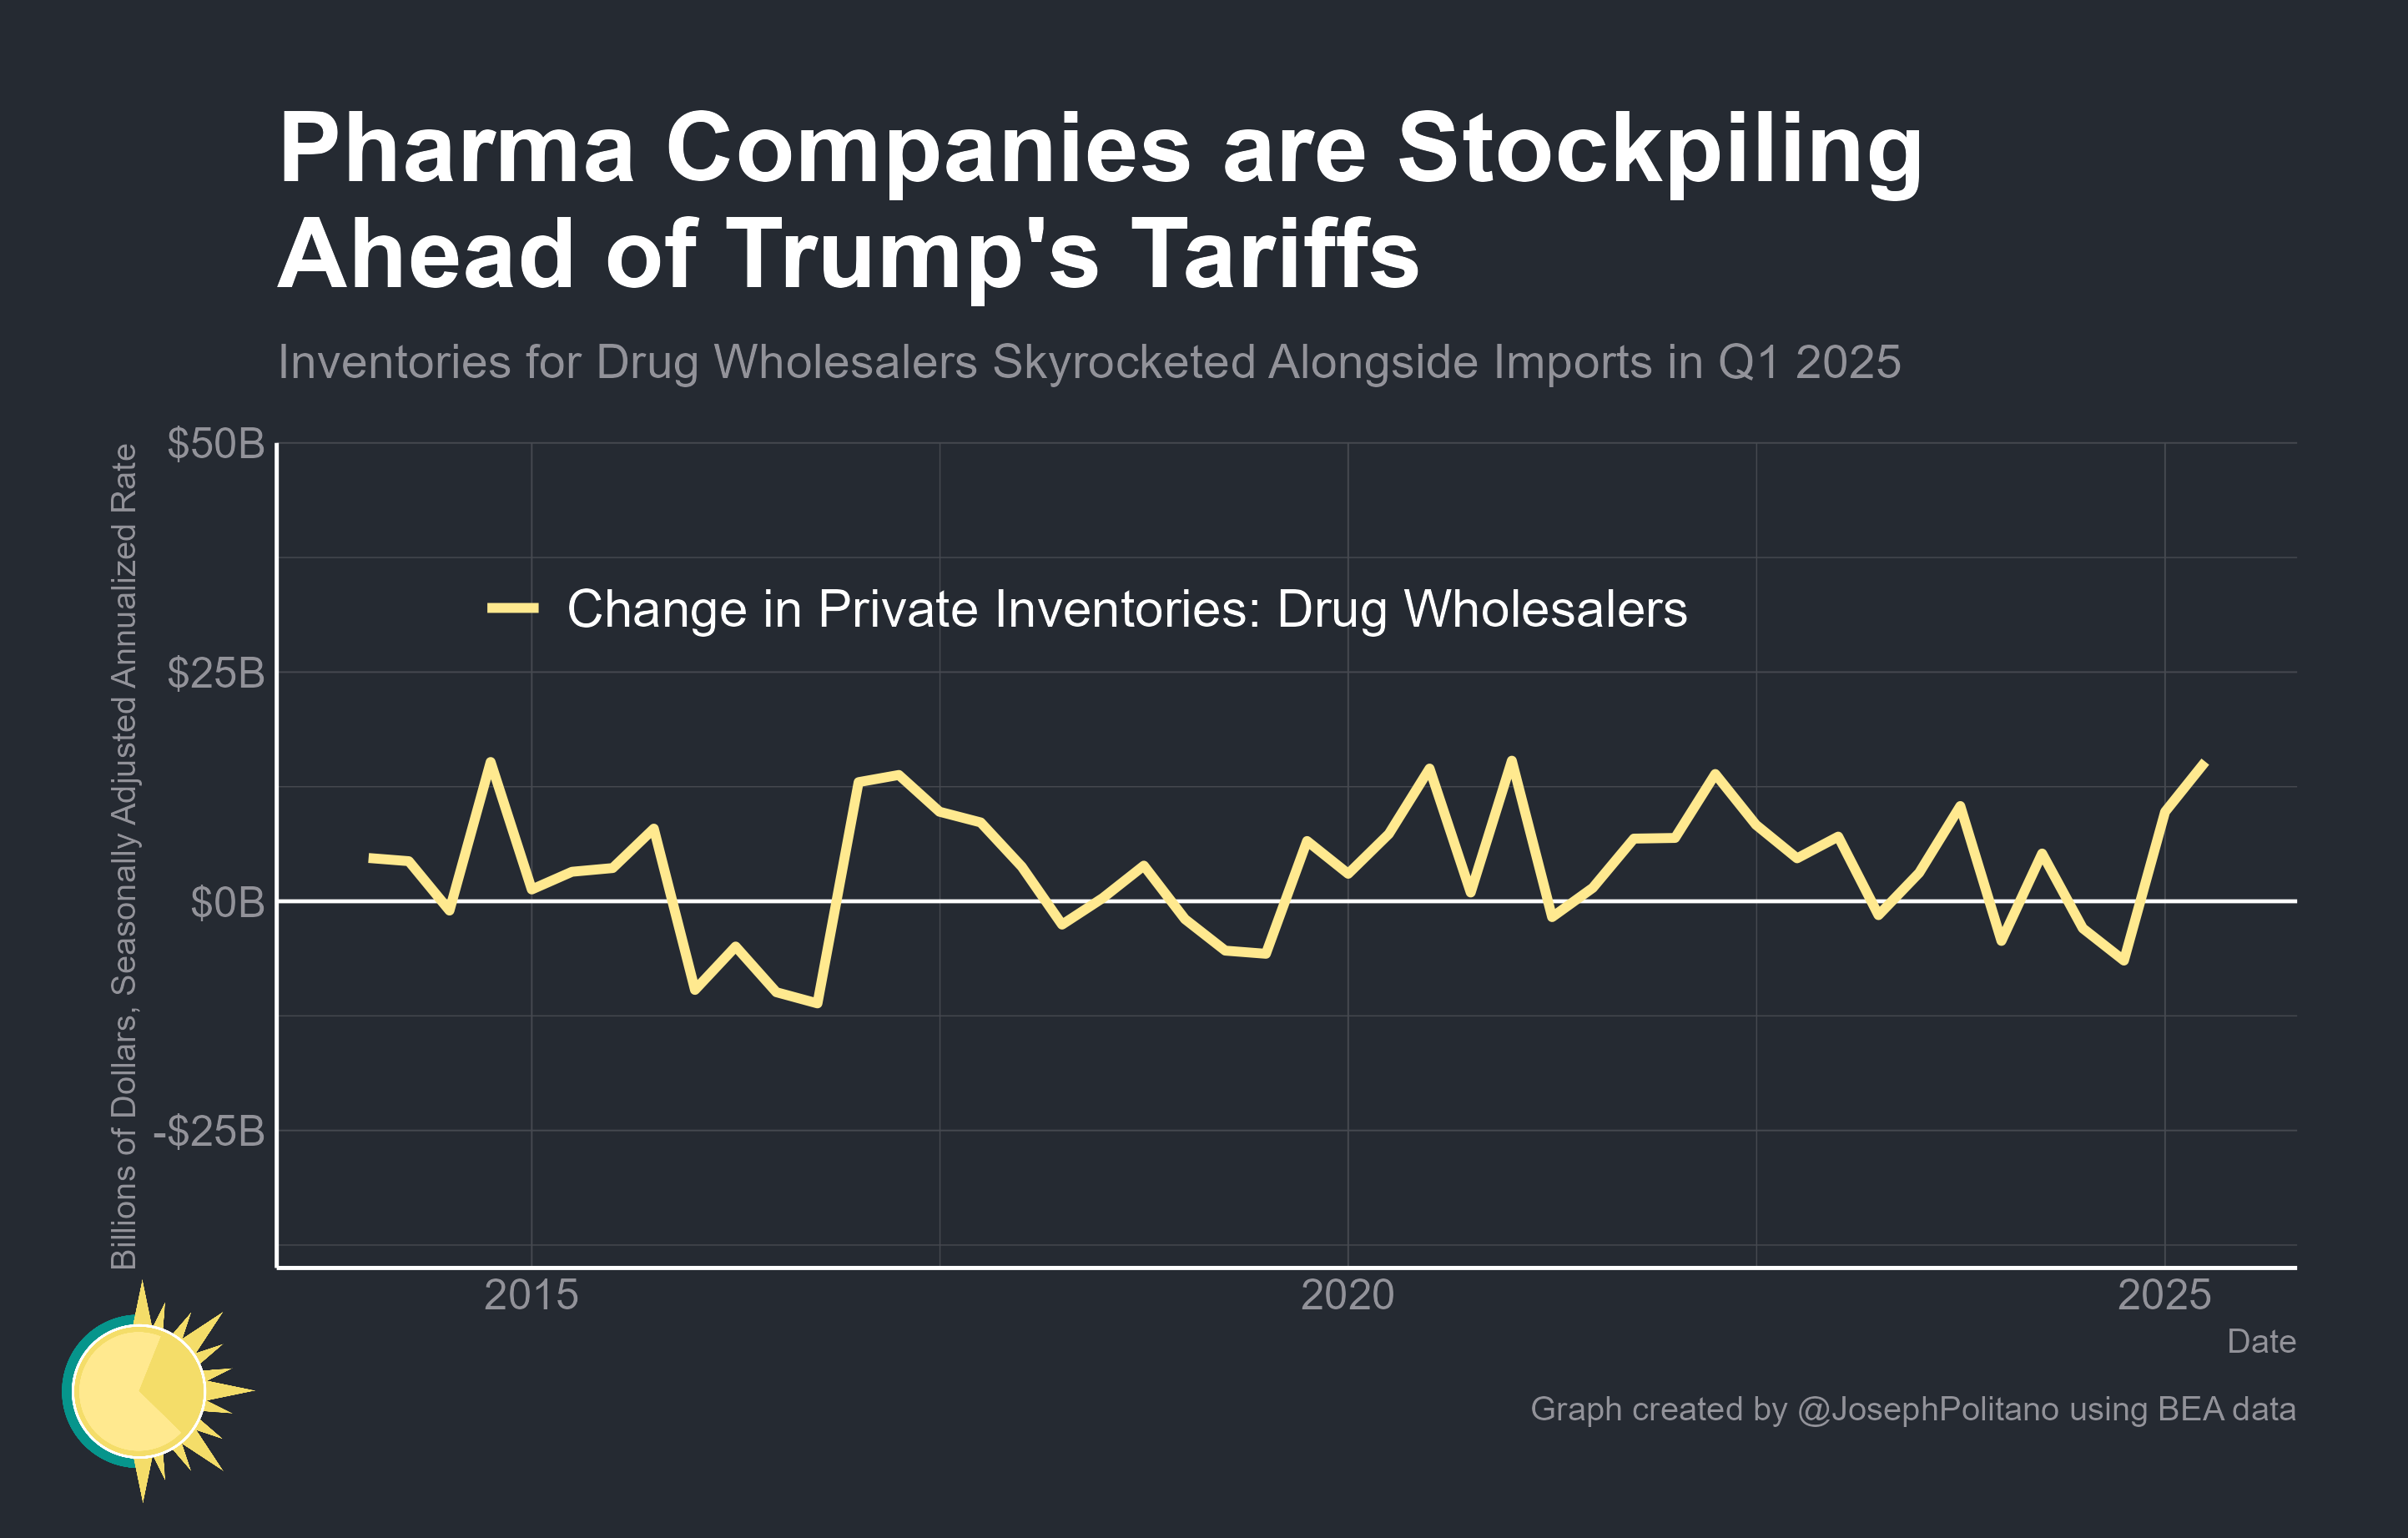 Pharma Companies are Stockpiling
Ahead of Trump's Tariffs
Inventories for Drug Wholesalers Skyrocketed Alongside Imports in Q1 2025
Billions of Dollars, Seasonally Adjusted Annualized Rate
$50B
$25B
$0B
-$25B
Change in Private Inventories: Drug Wholesalers
2015
2020
2025
Date
Graph created by @JosephPolitano using BEA data